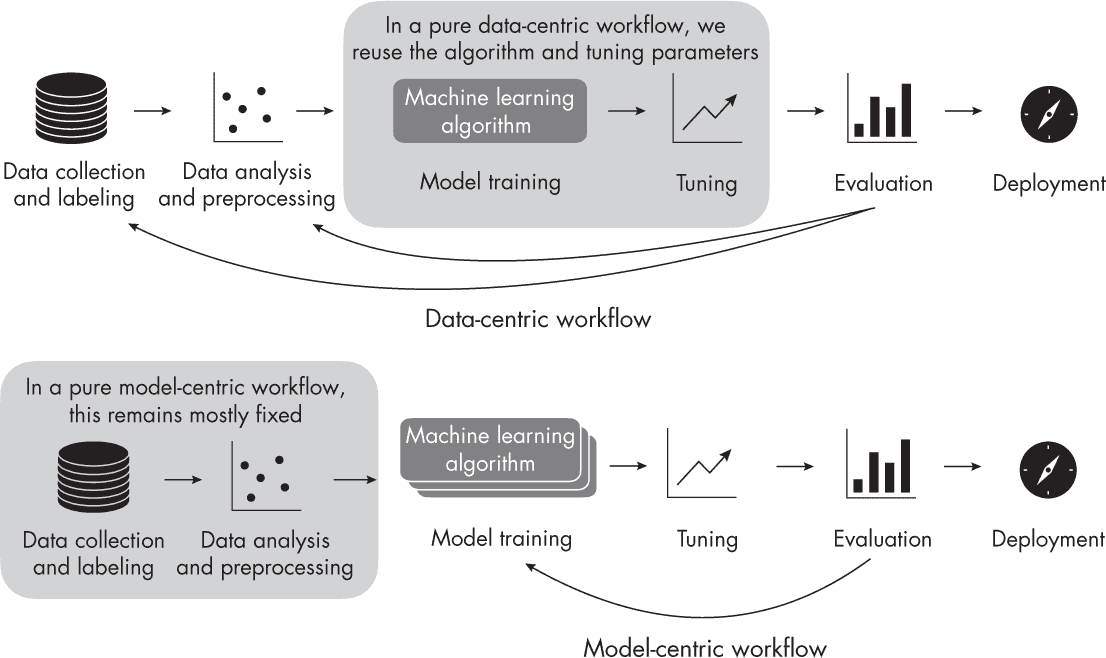 In a pure data-centric workflow, we
reuse the algorithm and tuning parameters
Machine learning
algorithm
Data collection
and labeling
Data analysis
and preprocessing
Model training
Tuning
Evaluation
Deployment
Data-centric workflow
In a pure model-centric workflow,
this remains mostly fixed
Machine learning
algorithm
Data collection
and labeling
Data analysis
and preprocessing
Model training
Tuning
Evaluation
Deployment
Model-centric workflow